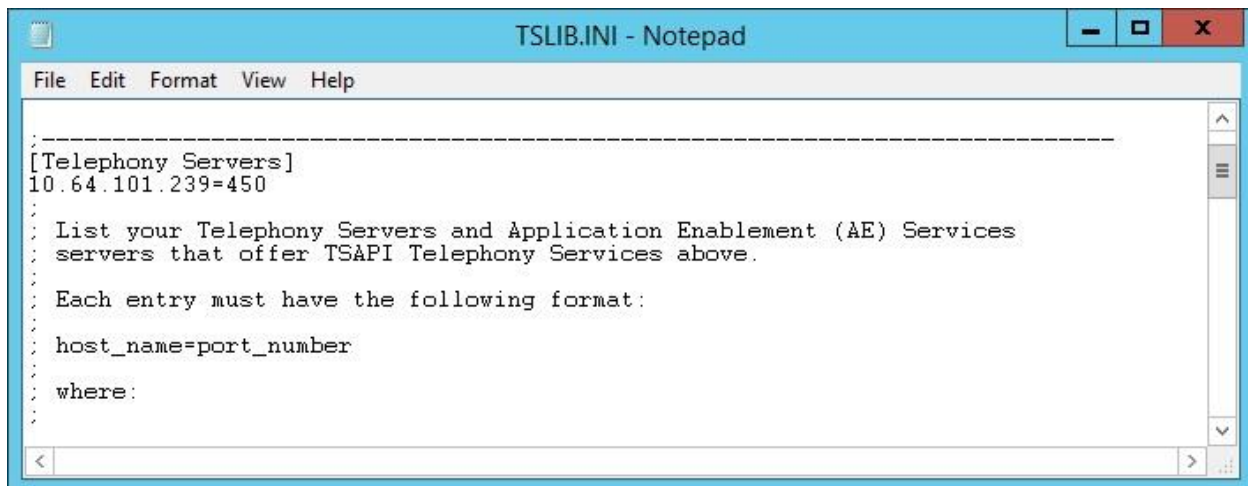 TSLIB.INI - Notepad
File Edit Format View Help
;----------------------------------------------------------------------------
[Telephony Servers]
10.64.101.239=450
;
; List your Telephony Servers and Application Enablement (AE) Services
; servers that offer TSAPI Telephony Services above.
;
; Each entry must have the following format:
;
; host_name=port_number
;
; where:
;